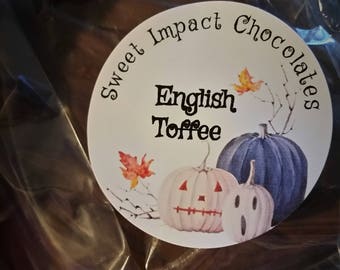 Sweet Impact Chocolates
English
Toffee